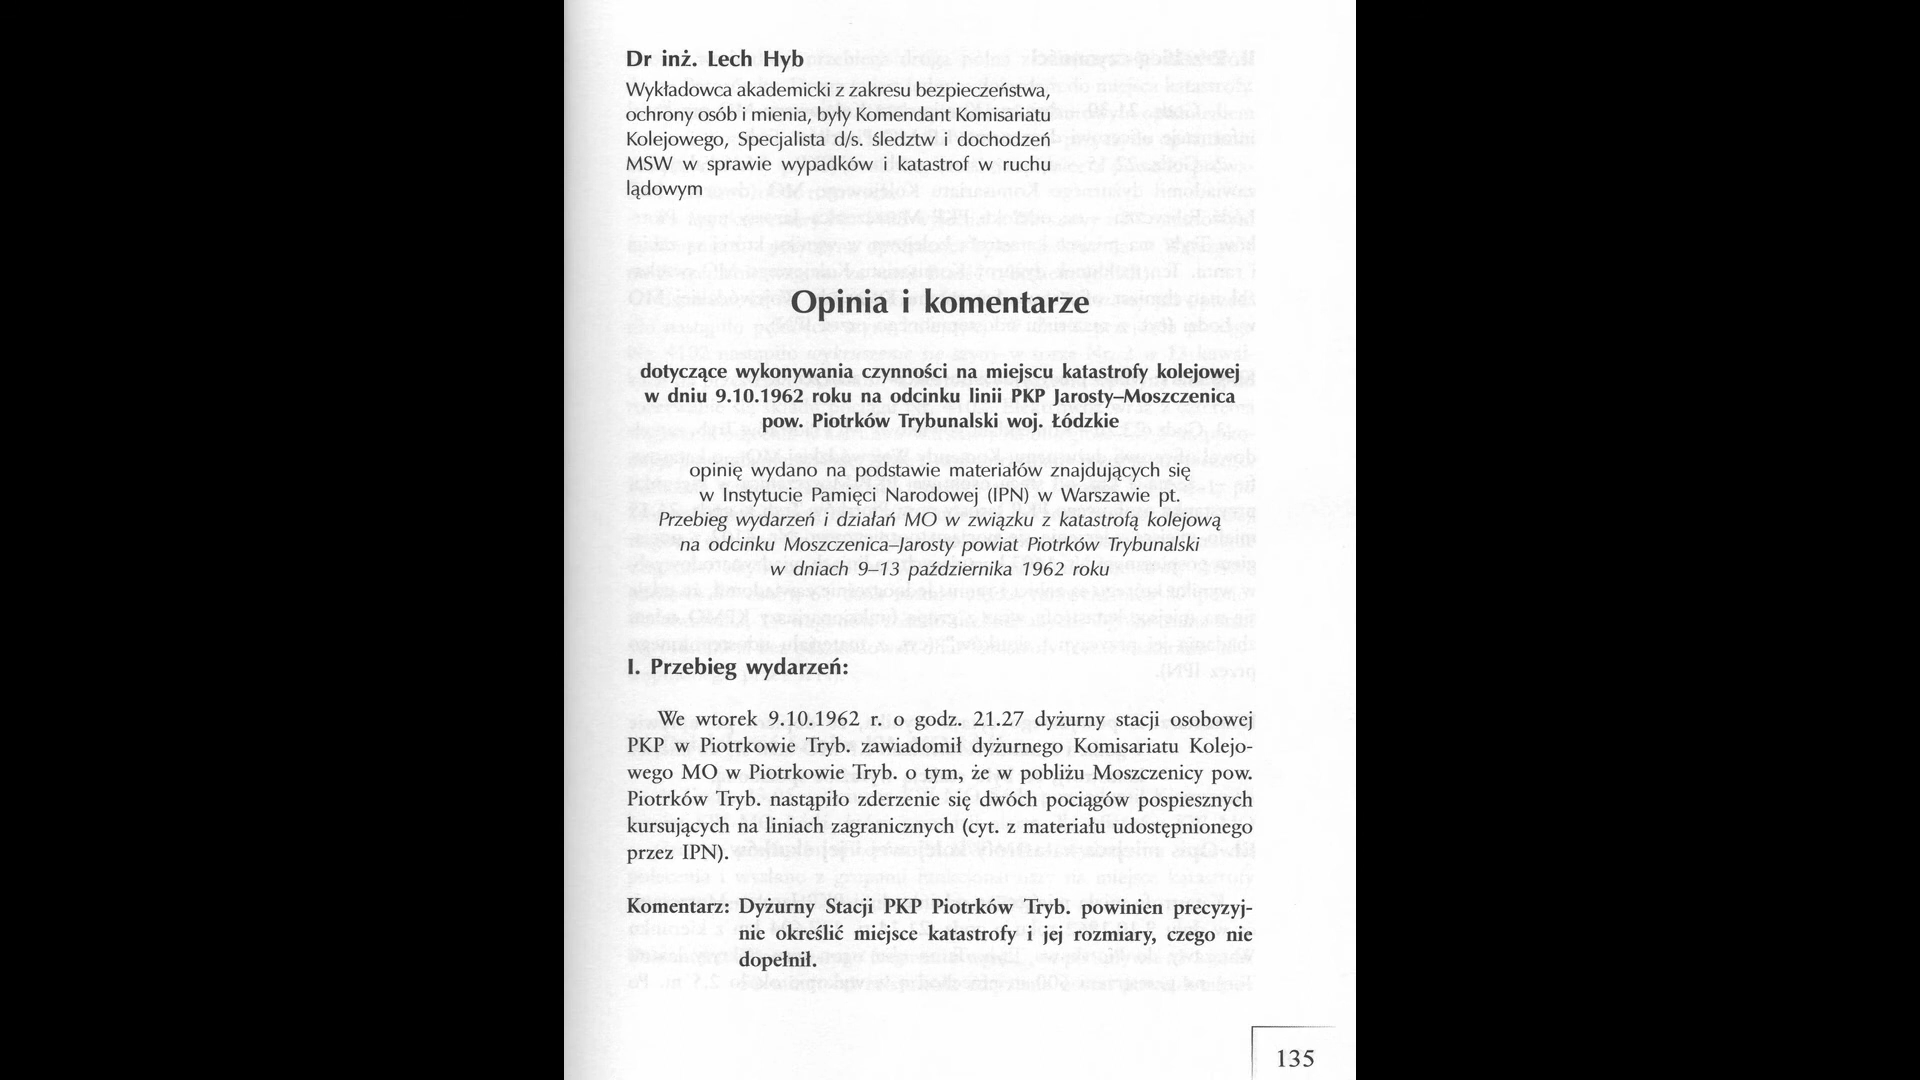 Dr inż. Lech Hyb
Wykładowca akademicki z zakresu bezpieczeństwa,
ochrony osób i mienia, były Komendant Komisariatu
Kolejowego, Specjalista d/s. śledztw i dochodzeń
MSW w sprawie wypadków i katastrof w ruchu
lądowym
Opinia i komentarze
dotyczące wykonywania czynności na miejscu katastrofy kolejowej
w dniu 9.10.1962 roku na odcinku linii PKP Jarosty–Moszczenica
pow. Piotrków Trybunalski woj. Łódzkie
opinię wydano na podstawie materiałów znajdujących się
w Instytucie Pamięci Narodowej (IPN) w Warszawie pt.
Przebieg wydarzeń i działań MO w związku z katastrofą kolejową
na odcinku Moszczenica–Jarosty powiat Piotrków Trybunalski
w dniach 9–13 października 1962 roku
I. Przebieg wydarzeń:
We wtorek 9.10.1962 r. o godz. 21.27 dyżurny stacji osobowej
PKP w Piotrkowie Tryb. zawiadomił dyżurnego Komisariatu Kolejo-
wego MO w Piotrkowie Tryb. o tym, że w pobliżu Moszczenicy pow.
Piotrków Tryb. nastąpiło zderzenie się dwóch pociągów pospiesznych
kursujących na liniach zagranicznych (cyt. z materiału udostępnionego
przez IPN).
Komentarz: Dyżurny Stacji PKP Piotrków Tryb. powinien precyzyj-
nie określić miejsce katastrofy i jej rozmiary, czego nie
dopełnił.
135